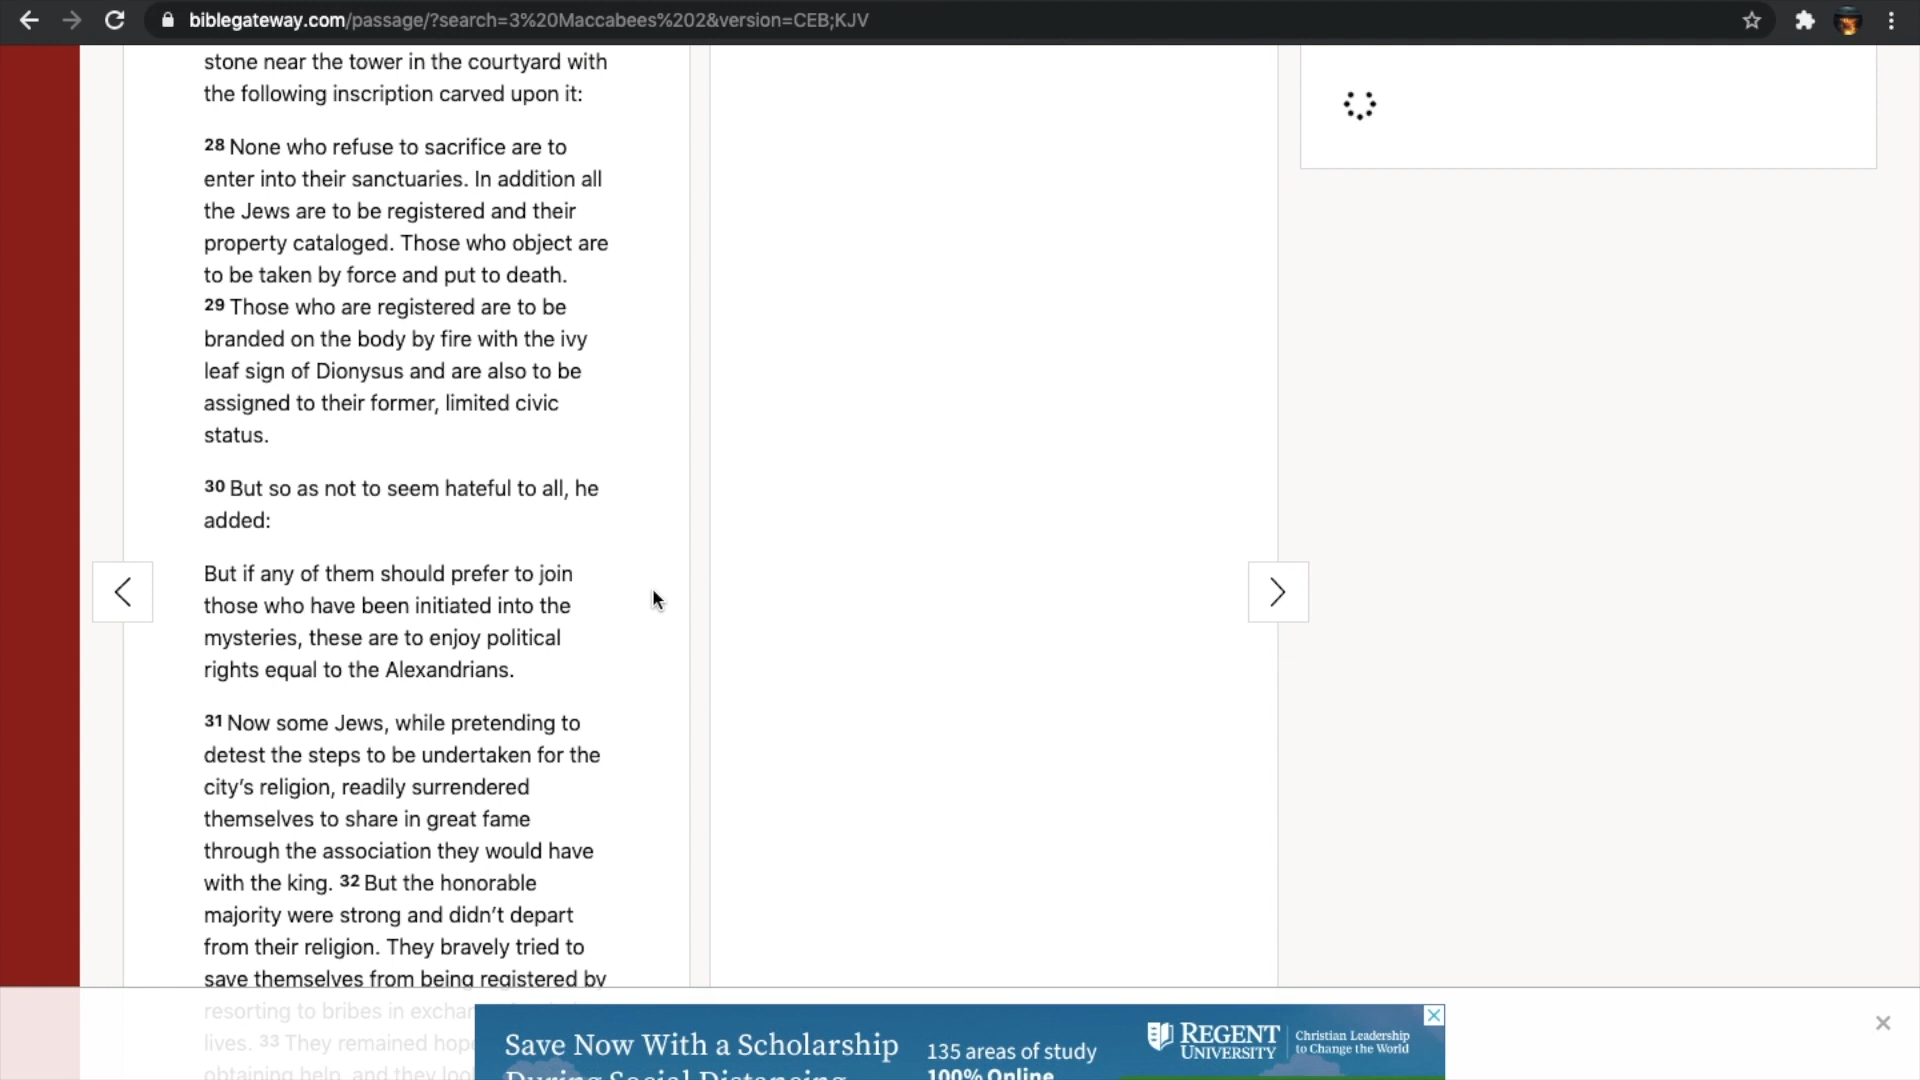 biblegateway.com/passage/?search=3%20Maccabees%202&version=CEB;KJV
stone near the tower in the courtyard with
the following inscription carved upon it:
28 None who refuse to sacrifice are to
enter into their sanctuaries. In addition all
the Jews are to be registered and their
property cataloged. Those who object are
to be taken by force and put to death.
29 Those who are registered are to be
branded on the body by fire with the ivy
leaf sign of Dionysus and are also to be
assigned to their former, limited civic
status.
30 But so as not to seem hateful to all, he
added:
But if any of them should prefer to join
those who have been initiated into the
mysteries, these are to enjoy political
rights equal to the Alexandrians.
31 Now some Jews, while pretending to
detest the steps to be undertaken for the
city’s religion, readily surrendered
themselves to share in great fame
through the association they would have
with the king. 32 But the honorable
majority were strong and didn’t depart
from their religion. They bravely tried to
save themselves from being registered by
resorting to bribes in
lives. 33 They remained
obtaining help, and they
Save Now With a Scholarship
During Social Distancing
135 areas of study
100% Online
REGENT
UNIVERSITY
Christian Leadership
to Change the World